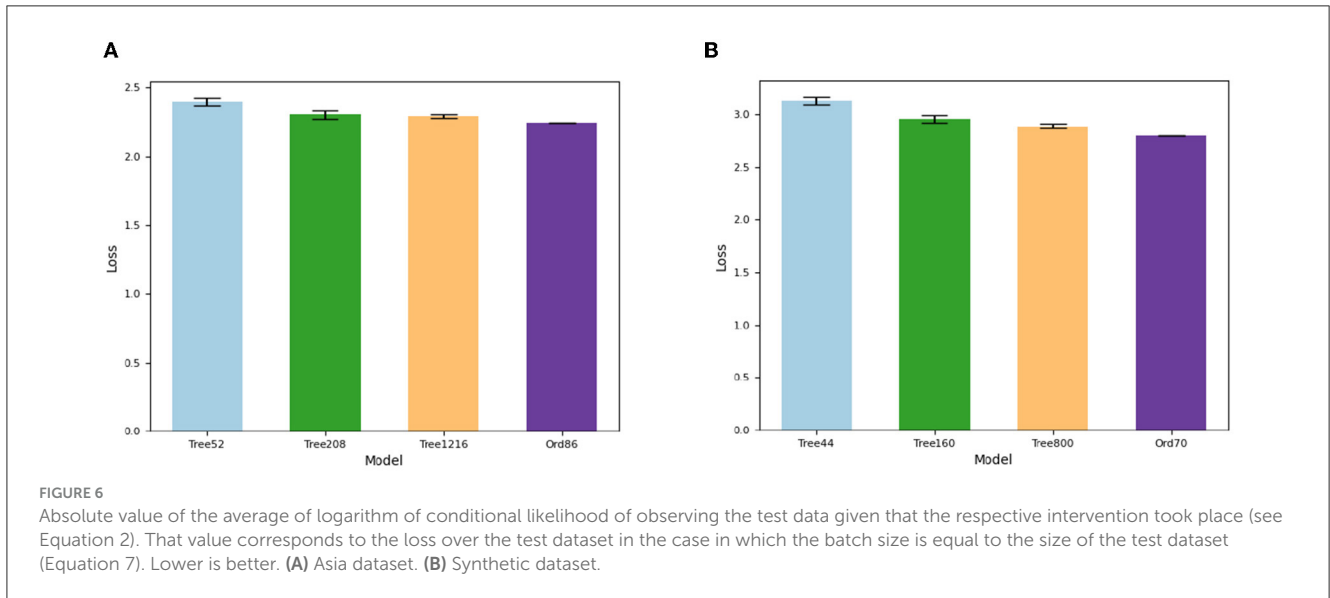 A
2.5
2.0
1.5
1.0
0.5
0.0
Loss
Tree52 Tree208 Tree1216 Ord86
Model
B
3.0
2.5
2.0
1.5
1.0
0.5
0.0
Loss
Tree44 Tree160 Tree800 Ord70
Model
FIGURE 6
Absolute value of the average of logarithm of conditional likelihood of observing the test data given that the respective intervention took place (see
Equation 2). That value corresponds to the loss over the test dataset in the case in which the batch size is equal to the size of the test dataset
(Equation 7). Lower is better. (A) Asia dataset. (B) Synthetic dataset.